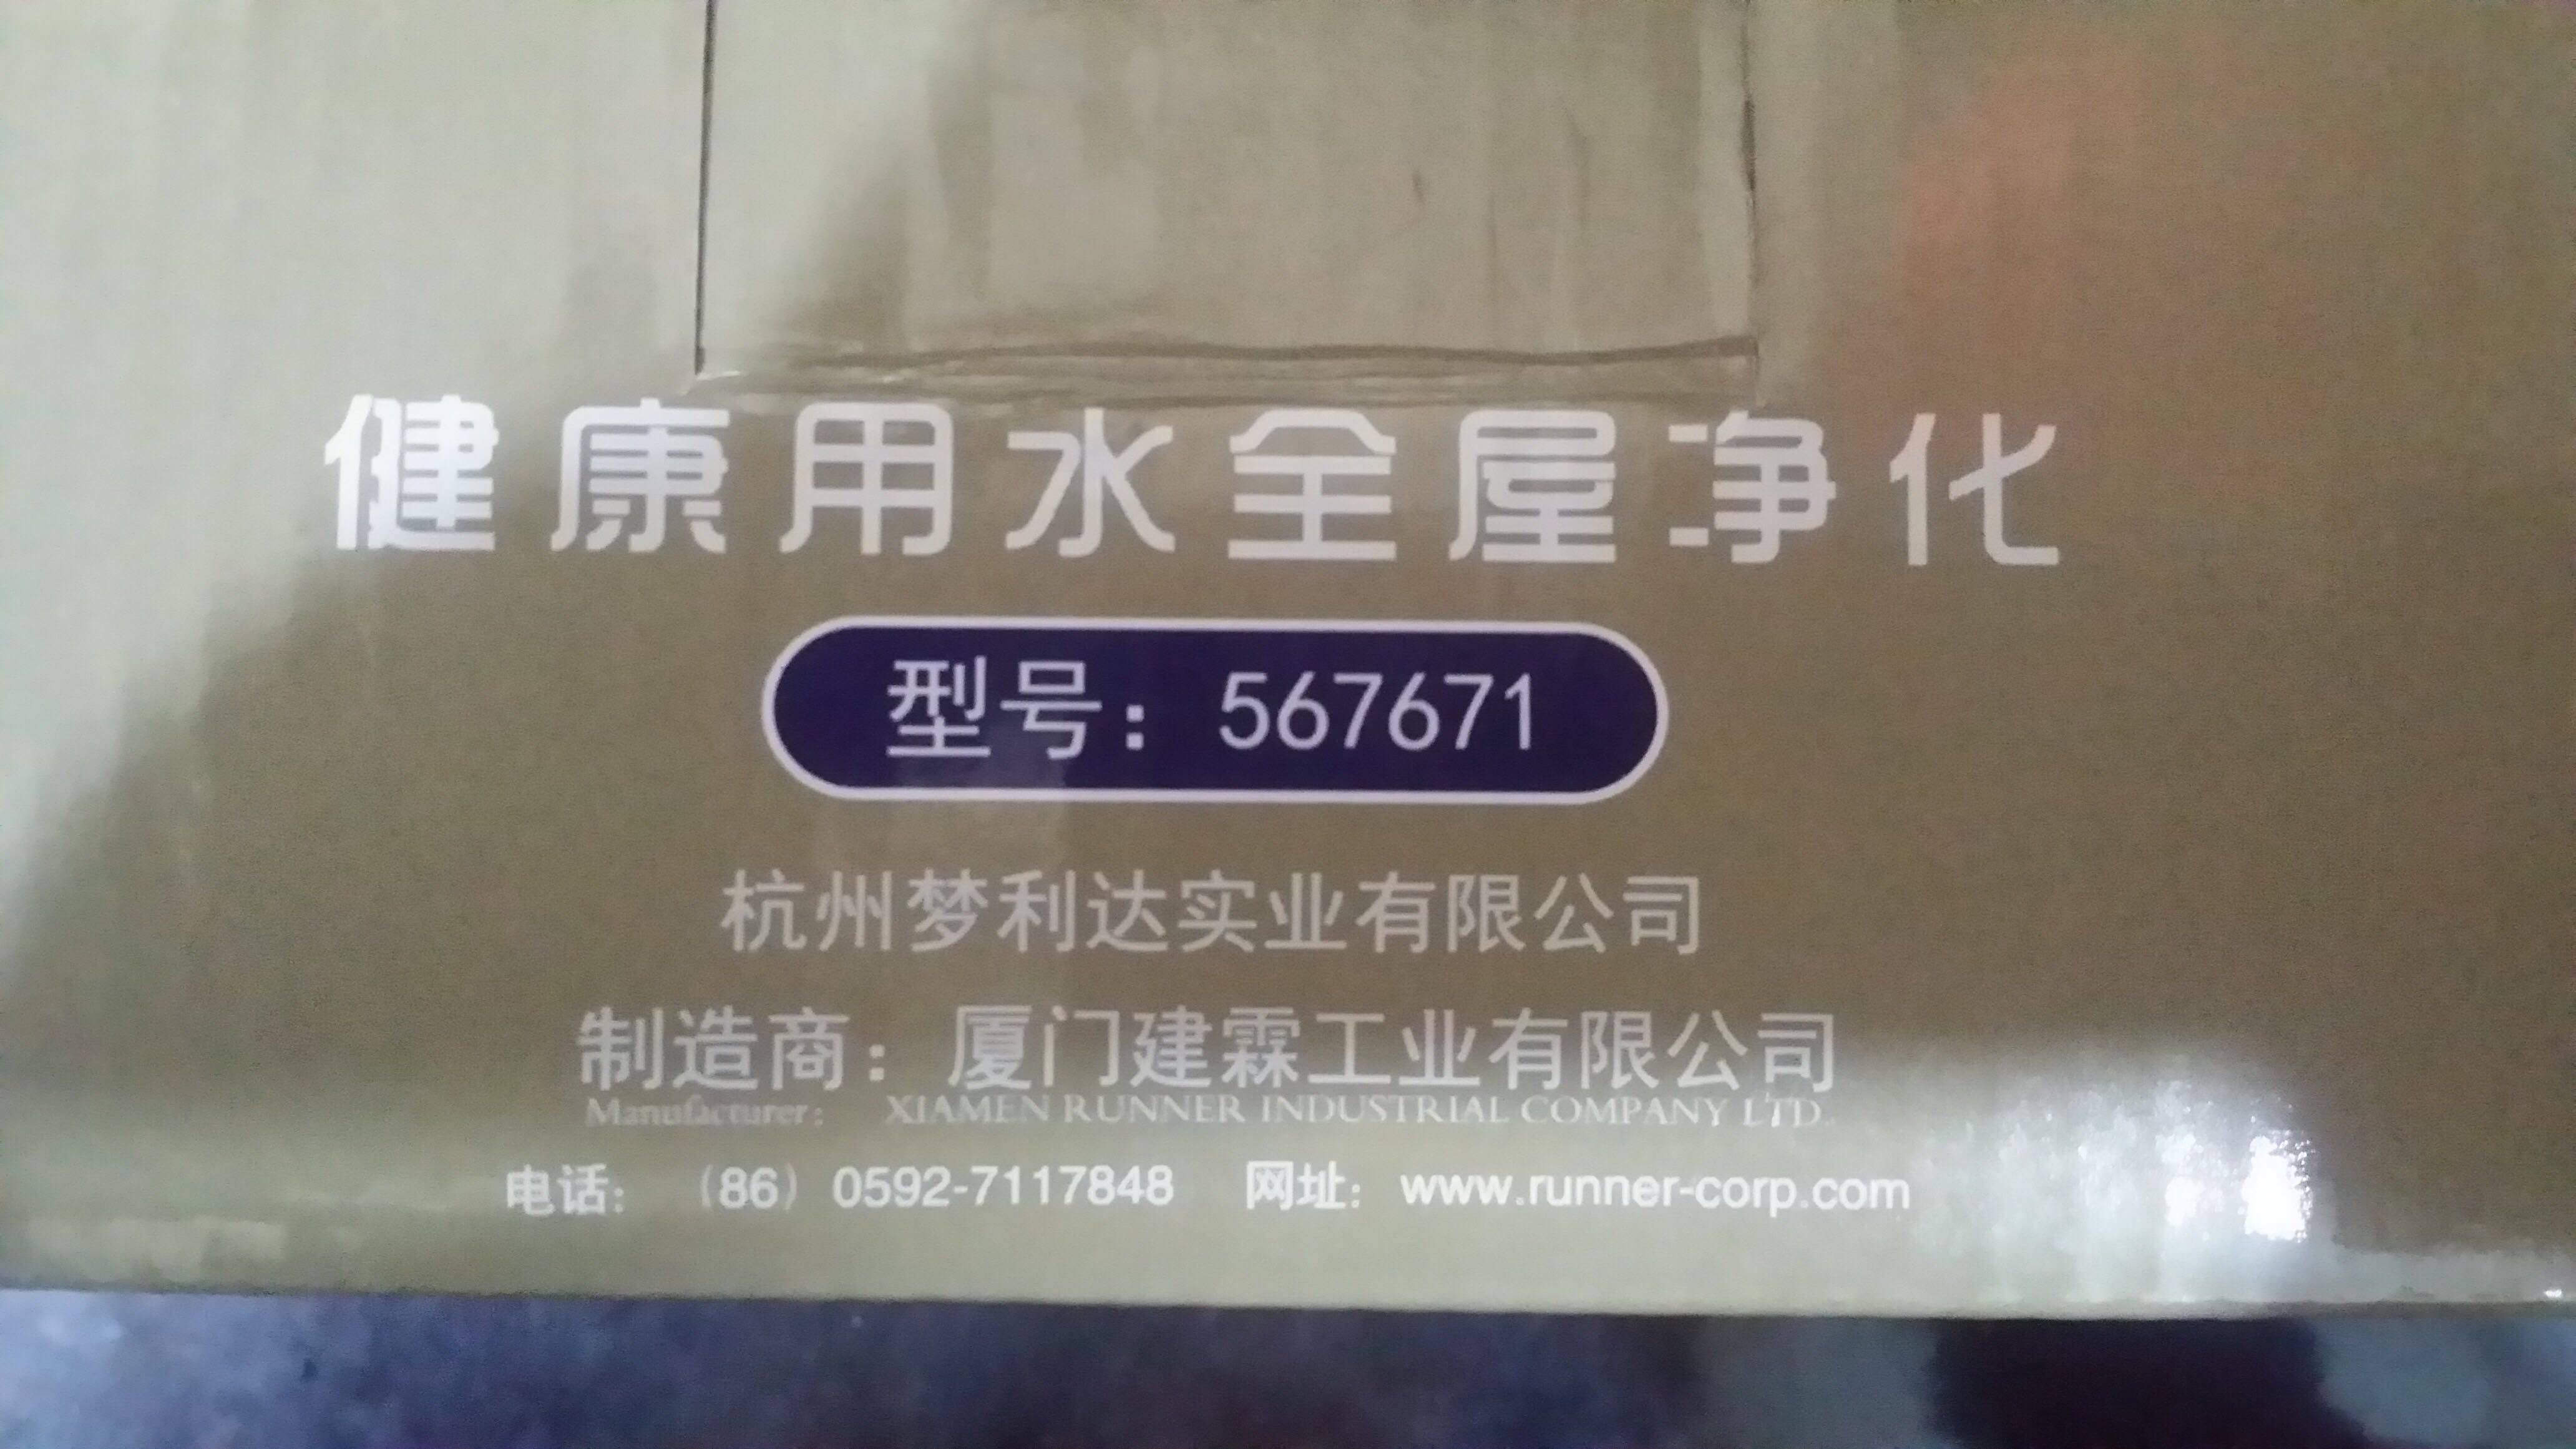 健康用水全屋净化
型号：567671
杭州梦利达实业有限公司
制造商：厦门建霖工业有限公司
Manufacturer: XIAMEN RUNNER INDUSTRIAL COMPANY LTD.
电话：（86）0592-7117848 网址：www.runner-corp.com